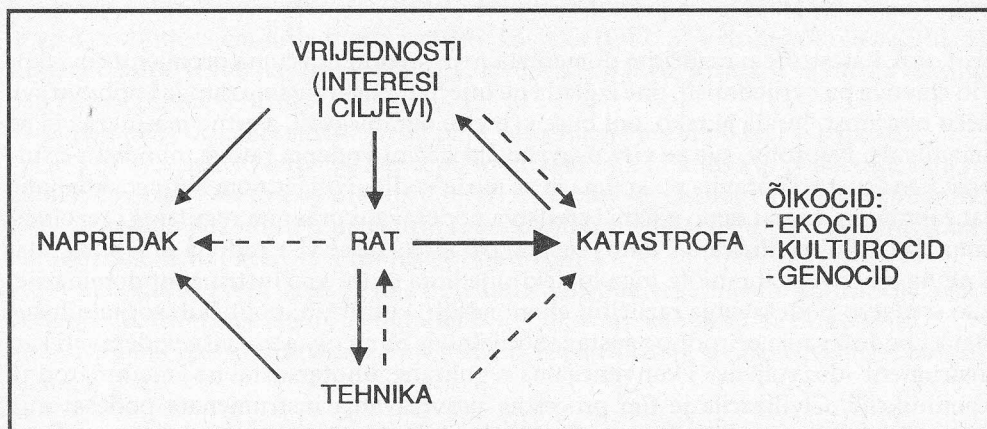 VRIJEDNOSTI
(INTERESI
I CILJEVI)
NAPREDAK
RAT
KATASTROFA
ÕIKOCID:
- EKOCID
- KULTUROCID
- GENOCID
TEHNIKA